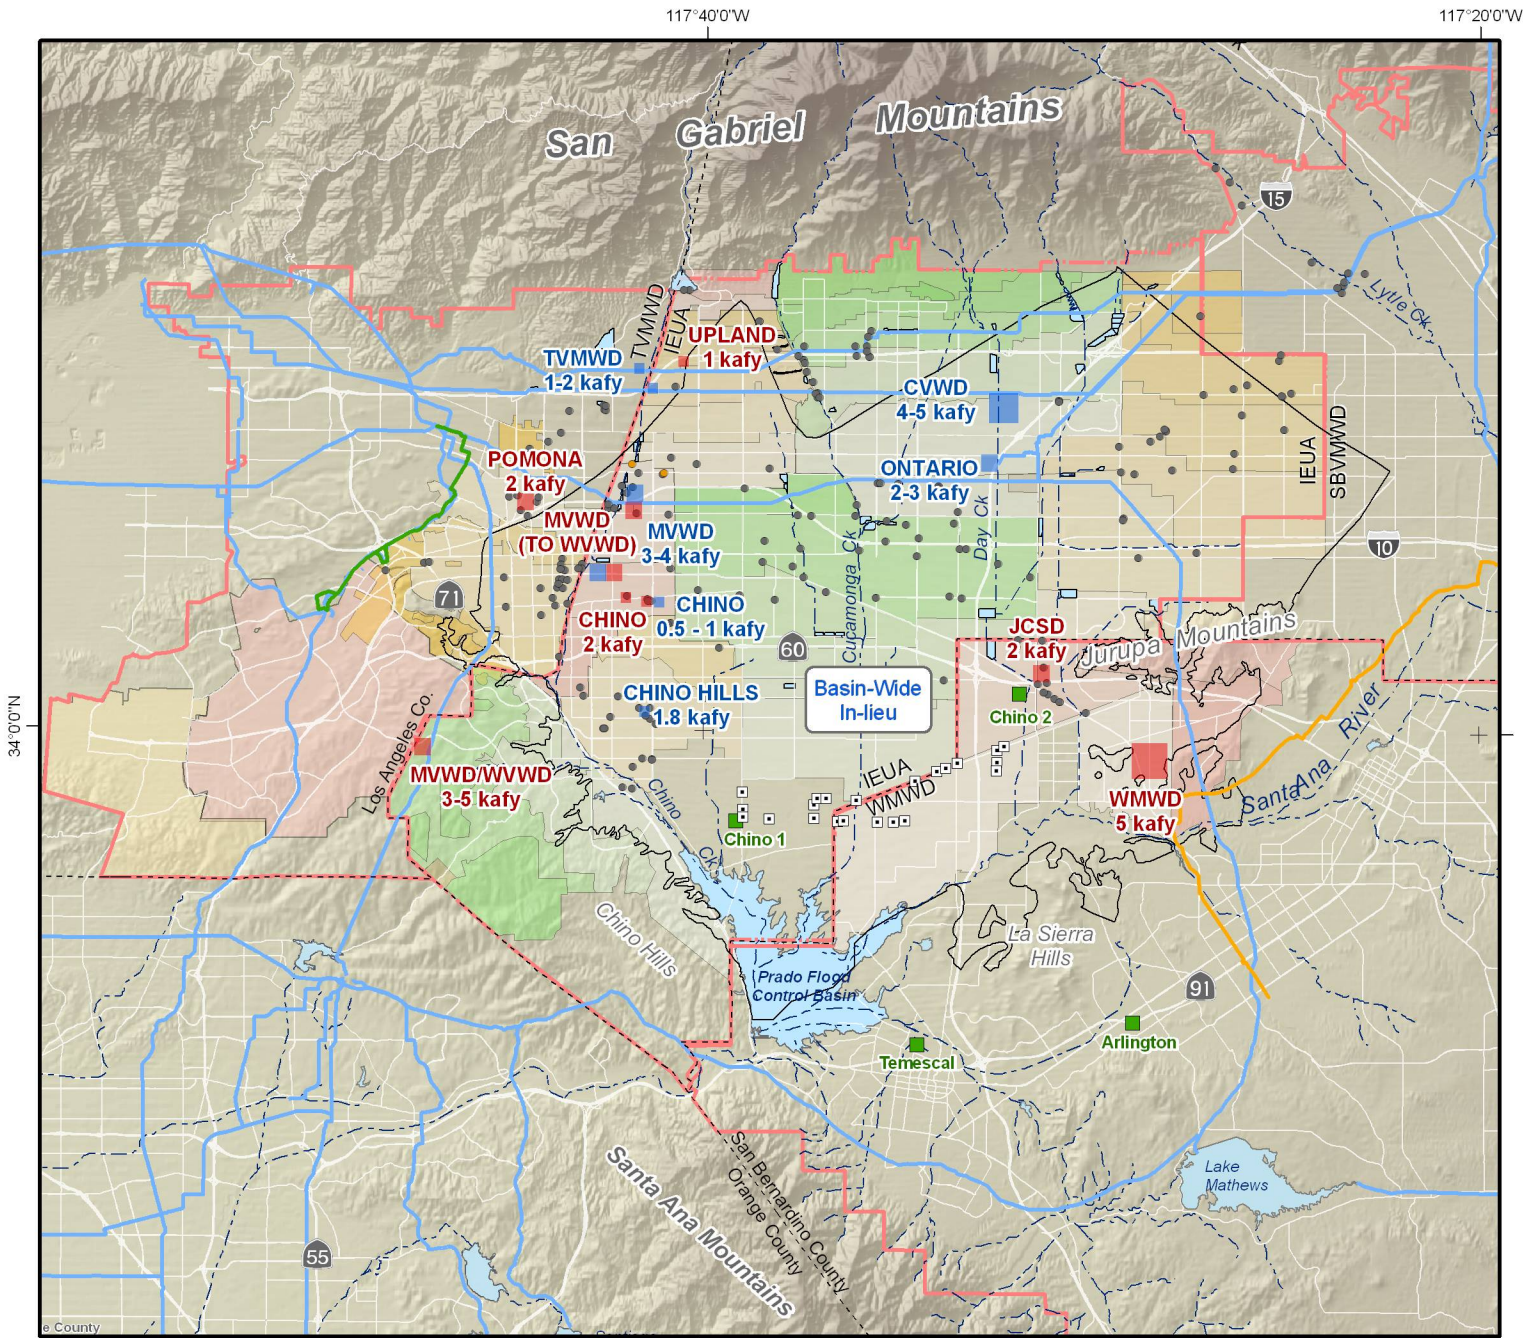 117°40'0"W
117°20'0"W
San Gabriel Mountains
15
Lytle Ck
TVMWD
IEUA
UPLAND
1 kafy
TVMWD
1-2 kafy
CVWD
4-5 kafy
IEUA
SBVMWD
POMONA
2 kafy
ONTARIO
2-3 kafy
MVWD
(TO WVWD)
MVWD
3-4 kafy
Cucamonga Ck
Day Ck
10
71
CHINO
2 kafy
CHINO
0.5 - 1 kafy
60
JCSD
2 kafy
Jurupa Mountains
CHINO HILLS
1.8 kafy
Basin-Wide
In-lieu
Chino 2
34°0'0"N
Los Angeles Co.
Santa Ana River
MVWD/WVWD
3-5 kafy
IEUA
WMWD
WMWD
5 kafy
Chino Ck
Chino 1
Chino Hills
La Sierra
Hills
Prado Flood
Control Basin
91
Arlington
Temescal
Santa Ana Mountains
San Bernardino County
Orange County
Lake
Mathews
55
e County